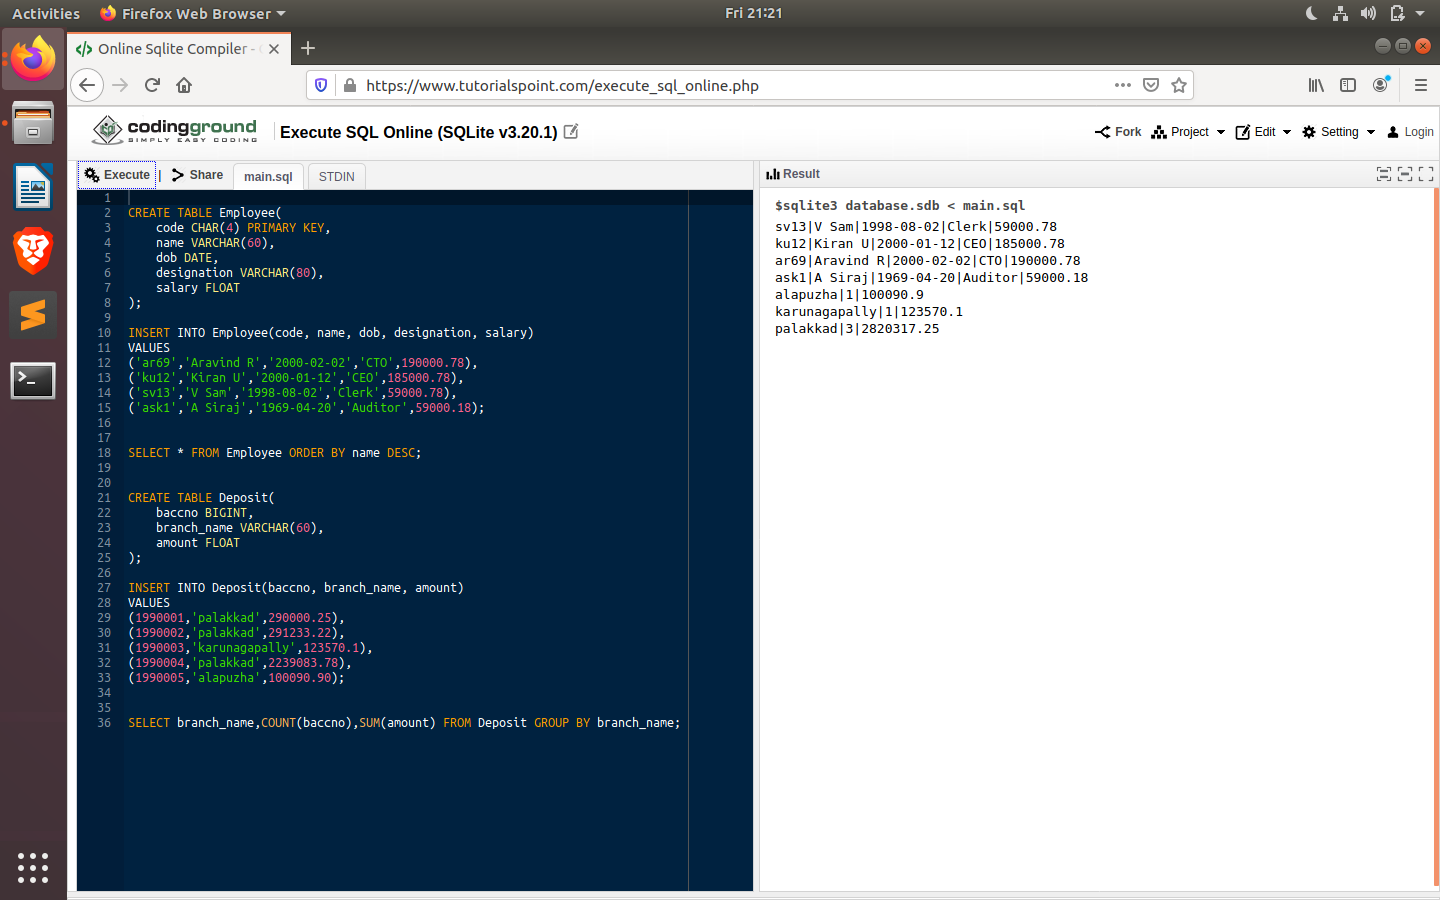 Activities Firefox Web Browser Fri 21:21
Online Sqlite Compiler -
https://www.tutorialspoint.com/execute_sql_online.php
codingground
SIMPLY EASY CODING
Execute SQL Online (SQLite v3.20.1)
Fork Project Edit Setting Login
Execute | Share main.sql STDIN
1
2 CREATE TABLE Employee(
3 code CHAR(4) PRIMARY KEY,
4 name VARCHAR(60),
5 dob DATE,
6 designation VARCHAR(80),
7 salary FLOAT
8 );
9
10 INSERT INTO Employee(code, name, dob, designation, salary)
11 VALUES
12 ('ar69','Aravind R','2000-02-02','CTO',190000.78),
13 ('ku12','Kiran U','2000-01-12','CEO',185000.78),
14 ('sv13','V Sam','1998-08-02','Clerk',59000.78),
15 ('ask1','A Siraj','1969-04-20','Auditor',59000.18);
16
17
18 SELECT * FROM Employee ORDER BY name DESC;
19
20
21 CREATE TABLE Deposit(
22 baccno BIGINT,
23 branch_name VARCHAR(60),
24 amount FLOAT
25 );
26
27 INSERT INTO Deposit(baccno, branch_name, amount)
28 VALUES
29 (1990001,'palakkad',290000.25),
30 (1990002,'palakkad',291233.22),
31 (1990003,'karunagapally',123570.1),
32 (1990004,'palakkad',2239083.78),
33 (1990005,'alapuzha',100090.90);
34
35
36 SELECT branch_name,COUNT(baccno),SUM(amount) FROM Deposit GROUP BY branch_name;
Result
$sqlite3 database.sdb < main.sql
sv13|V Sam|1998-08-02|Clerk|59000.78
ku12|Kiran U|2000-01-12|CEO|185000.78
ar69|Aravind R|2000-02-02|CTO|190000.78
ask1|A Siraj|1969-04-20|Auditor|59000.18
alapuzha|1|100090.9
karunagapally|1|123570.1
palakkad|3|2820317.25